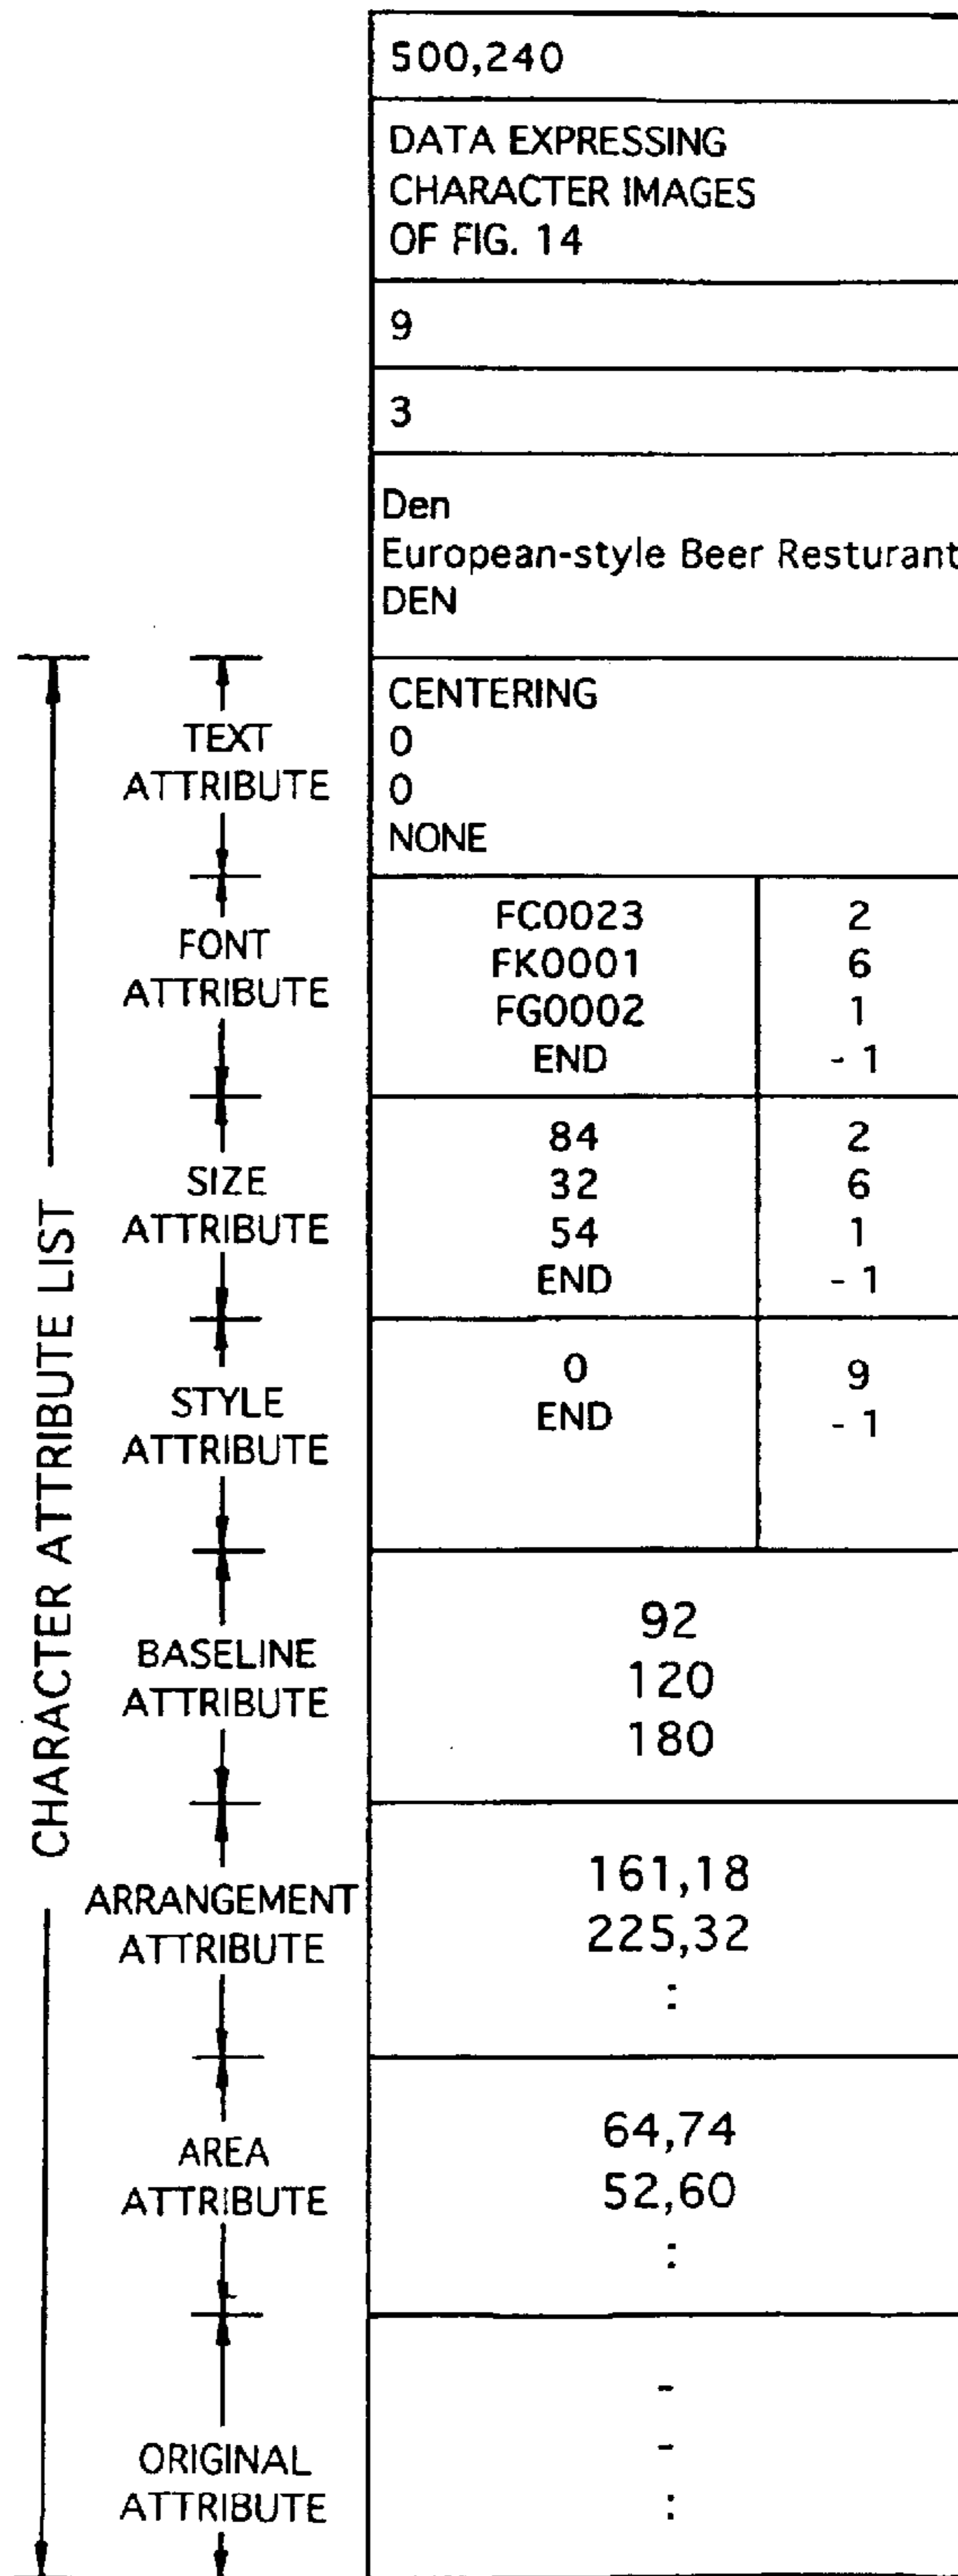 500,240
DATA EXPRESSING
CHARACTER IMAGES
OF FIG. 14
9
3
Den
European-style Beer Resturant
DEN
CHARACTER ATTRIBUTE LIST
TEXT
ATTRIBUTE
CENTERING
0
0
NONE
FONT
ATTRIBUTE
FC0023 2
FK0001 6
FG0002 1
END - 1
SIZE
ATTRIBUTE
84 2
32 6
54 1
END - 1
STYLE
ATTRIBUTE
0 9
END - 1
BASELINE
ATTRIBUTE
92
120
180
ARRANGEMENT
ATTRIBUTE
161,18
225,32
:
AREA
ATTRIBUTE
64,74
52,60
:
ORIGINAL
ATTRIBUTE
-
-
: